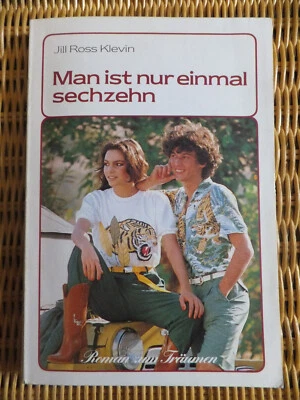 Jill Ross Klevin
Man ist nur einmal
sechzehn
Roman zum Träumen